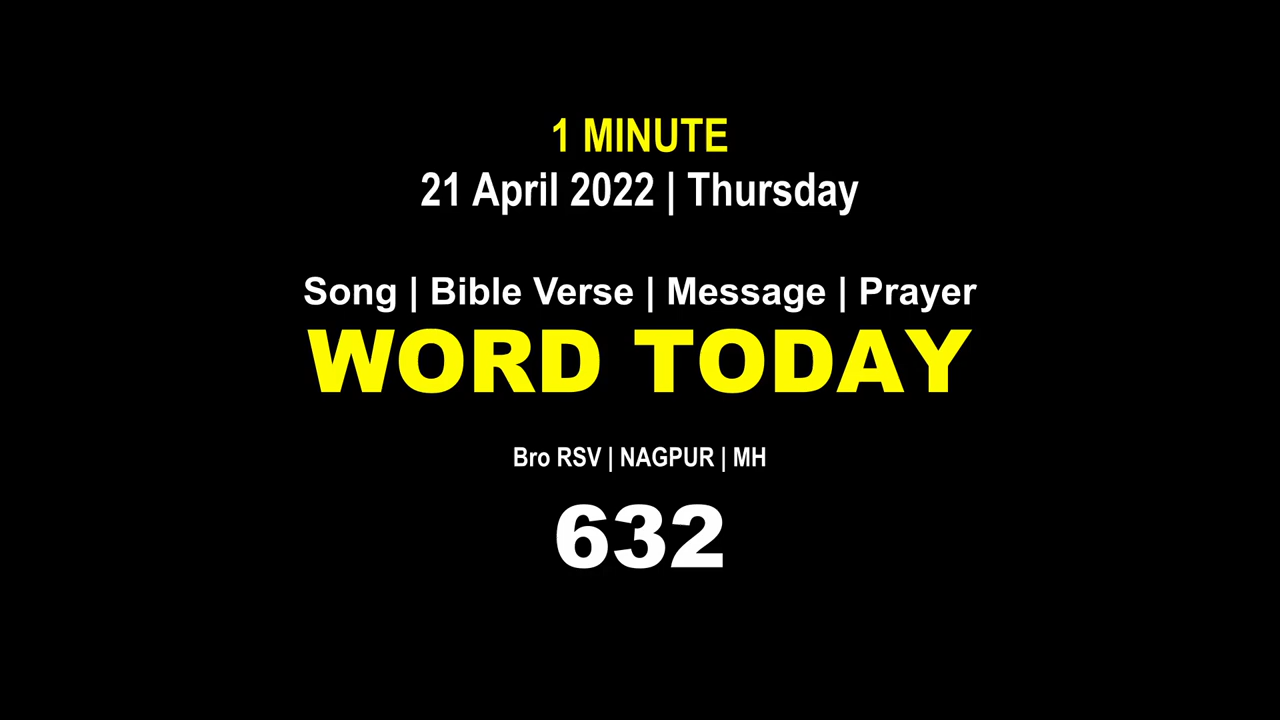 1 MINUTE
21 April 2022 | Thursday
Song | Bible Verse | Message | Prayer
WORD TODAY
Bro RSV | NAGPUR | MH
632